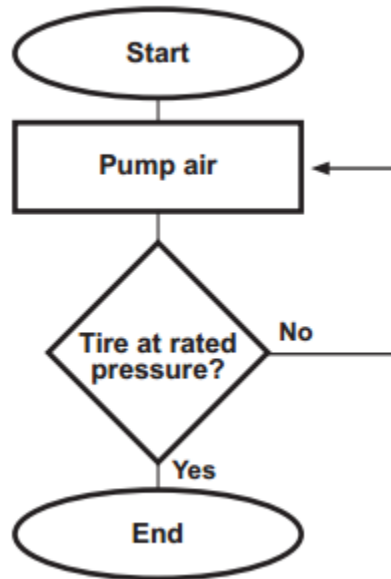 Start
Pump air
Tire at rated
pressure?
No
Yes
End